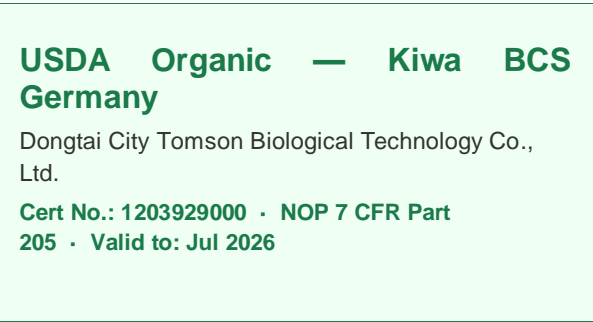 USDA Organic — Kiwa BCS
Germany
Dongtai City Tomson Biological Technology Co.,
Ltd.
Cert No.: 1203929000 · NOP 7 CFR Part
205 · Valid to: Jul 2026